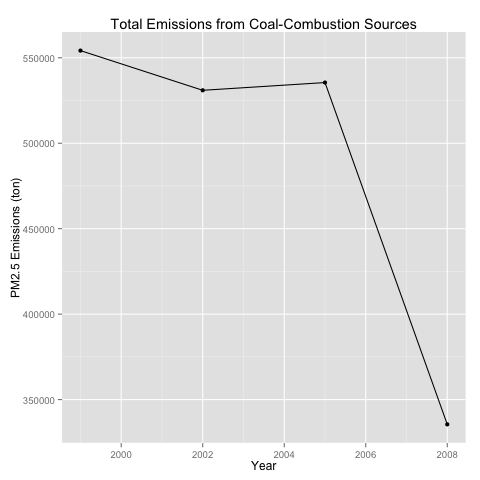 Total Emissions from Coal-Combustion Sources
550000
500000
450000
400000
350000
PM2.5 Emissions (ton)
2000 2002 2004 2006 2008
Year